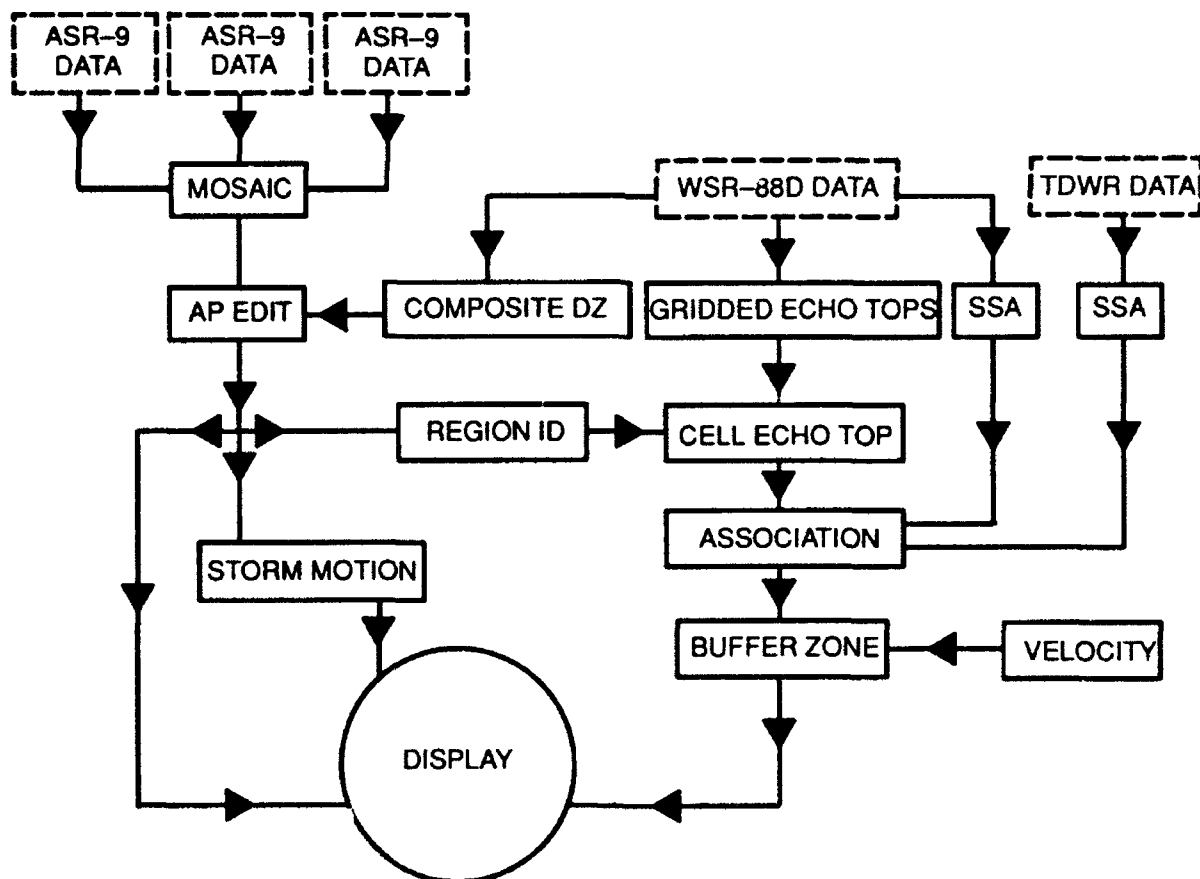 ASR–9
DATA
ASR–9
DATA
ASR–9
DATA
MOSAIC
WSR–88D DATA
TDWR DATA
AP EDIT
COMPOSITE DZ
GRIDDED ECHO TOPS
SSA
SSA
REGION ID
CELL ECHO TOP
ASSOCIATION
STORM MOTION
BUFFER ZONE
VELOCITY
DISPLAY